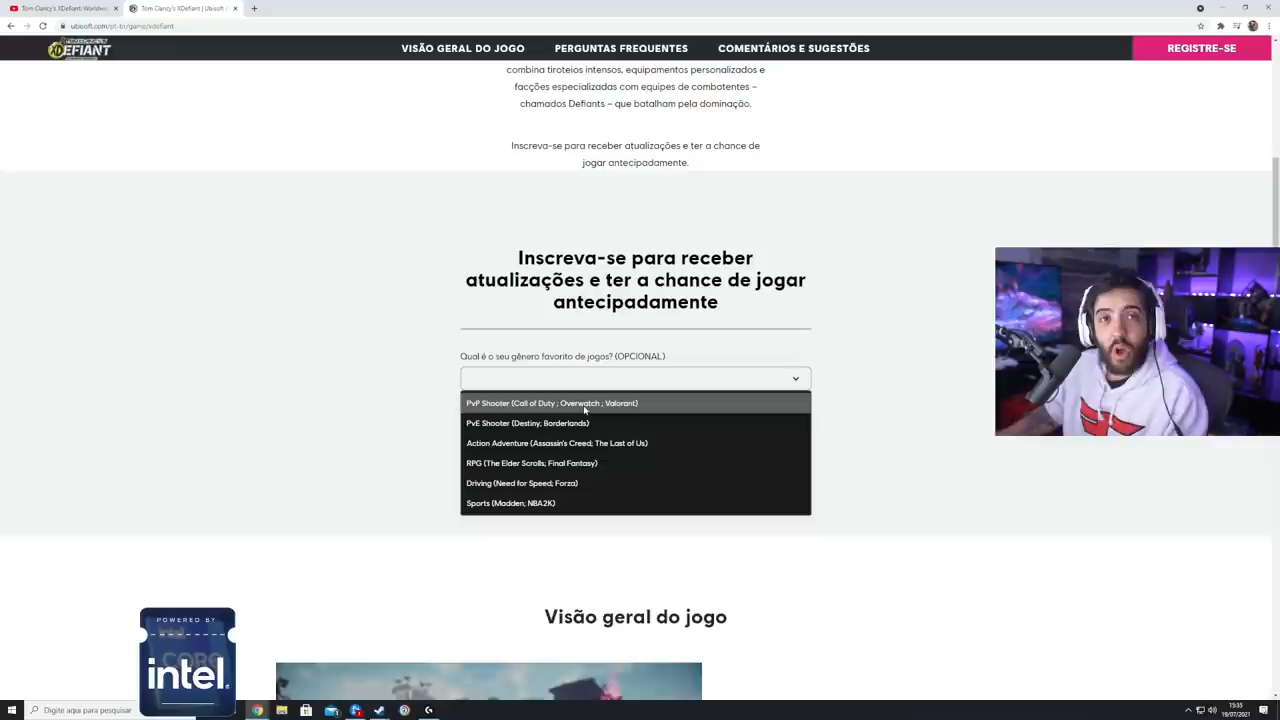 Tom Clancy's XDefiant: Worldwi
Tom Clancy's XDefiant | Ubisoft
ubisoft.com/pt-br/game/xdefiant
XDEFIANT
VISÃO GERAL DO JOGO
PERGUNTAS FREQUENTES
COMENTÁRIOS E SUGESTÕES
REGISTRE-SE
combina tiroteios intensos, equipamentos personalizados e
facções especializadas com equipes de combatentes –
chamados Defiants – que batalham pela dominação.
Inscreva-se para receber atualizações e ter a chance de
jogar antecipadamente.
Inscreva-se para receber
atualizações e ter a chance de jogar
antecipadamente
Qual é o seu gênero favorito de jogos? (OPCIONAL)
PvP Shooter (Call of Duty ; Overwatch ; Valorant)
PvE Shooter (Destiny; Borderlands)
Action Adventure (Assassin's Creed; The Last of Us)
RPG (The Elder Scrolls; Final Fantasy)
Driving (Need for Speed; Forza)
Sports (Madden; NBA2K)
Visão geral do jogo
POWERED BY
intel.
Digite aqui para pesquisar
15:35
19/07/2021